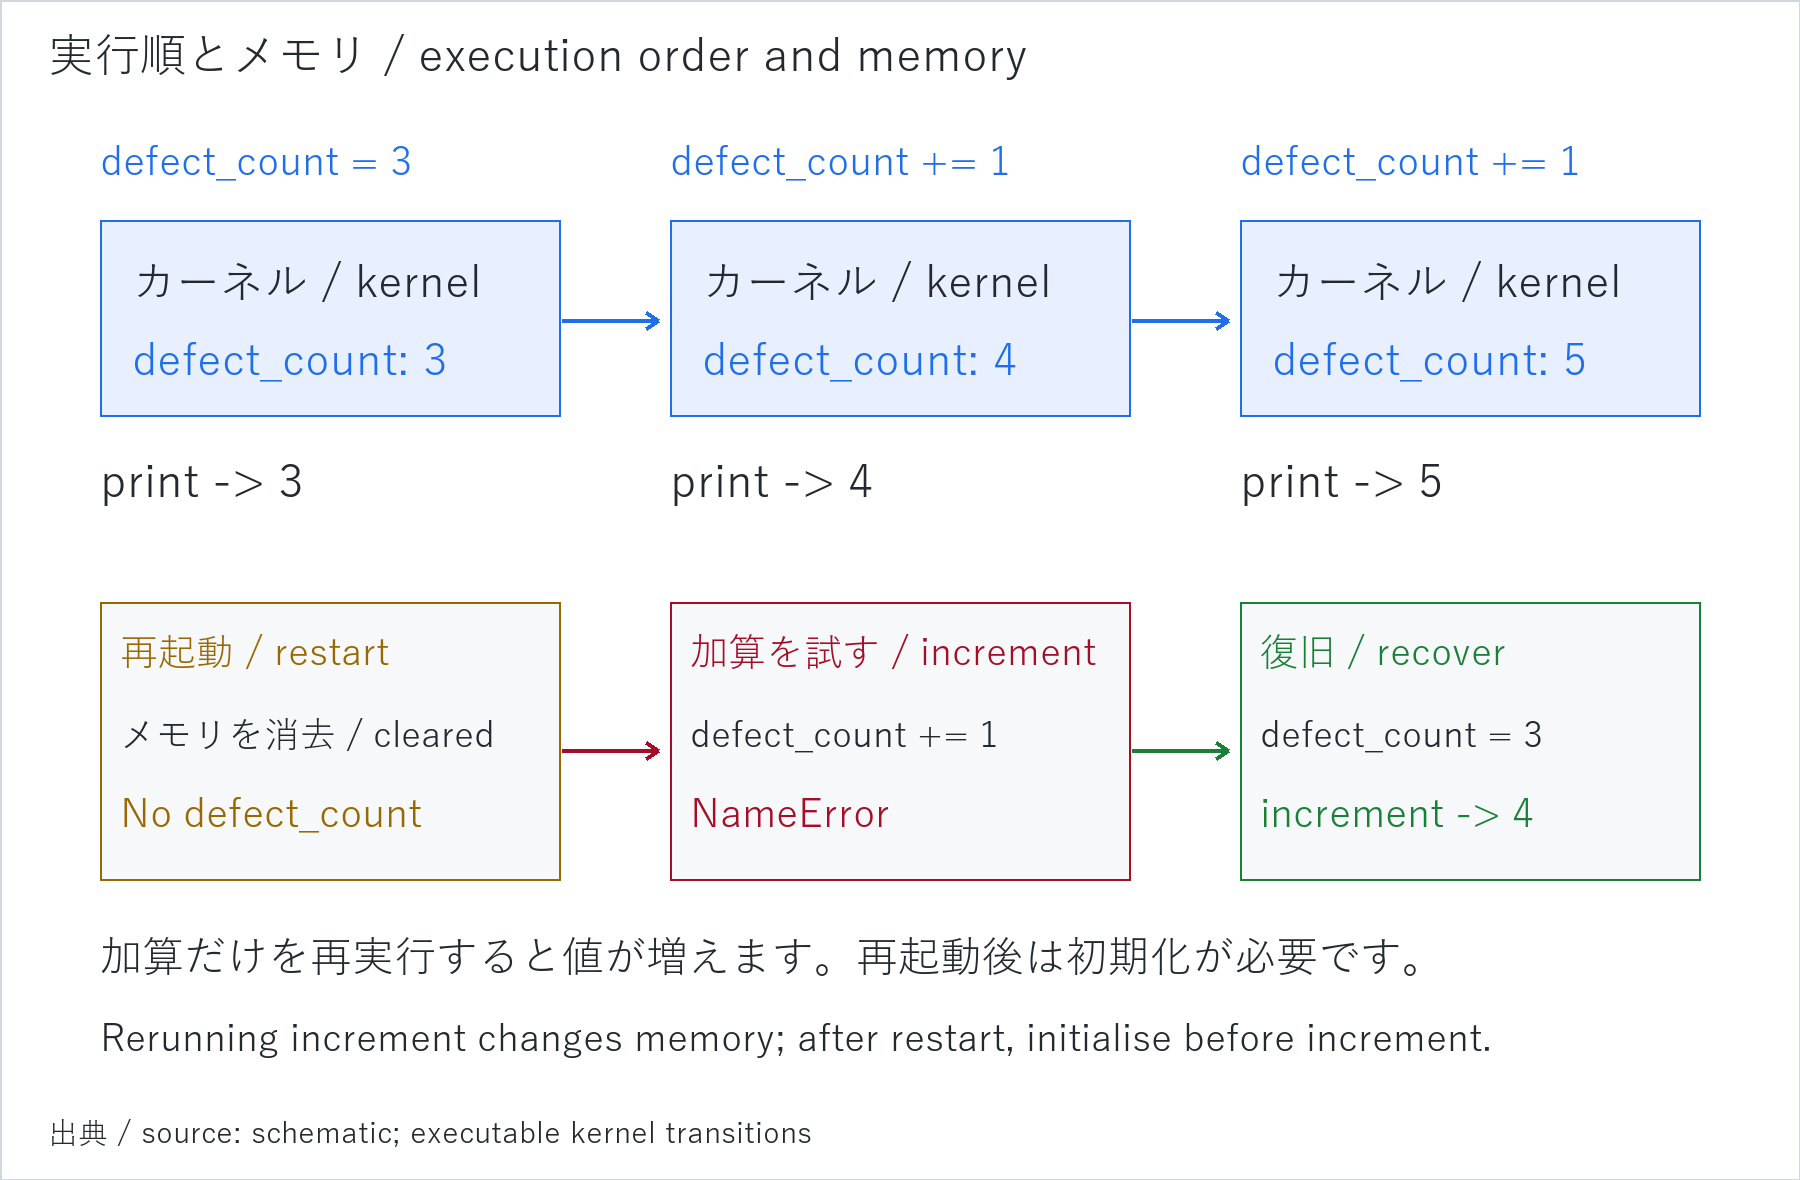 実行順とメモリ / execution order and memory
defect_count = 3
defect_count += 1
defect_count += 1
カーネル / kernel
defect_count: 3
カーネル / kernel
defect_count: 4
カーネル / kernel
defect_count: 5
print -> 3
print -> 4
print -> 5
再起動 / restart
メモリを消去 / cleared
No defect_count
加算を試す / increment
defect_count += 1
NameError
復旧 / recover
defect_count = 3
increment -> 4
加算だけを再実行すると値が増えます。再起動後は初期化が必要です。
Rerunning increment changes memory; after restart, initialise before increment.
出典 / source: schematic; executable kernel transitions